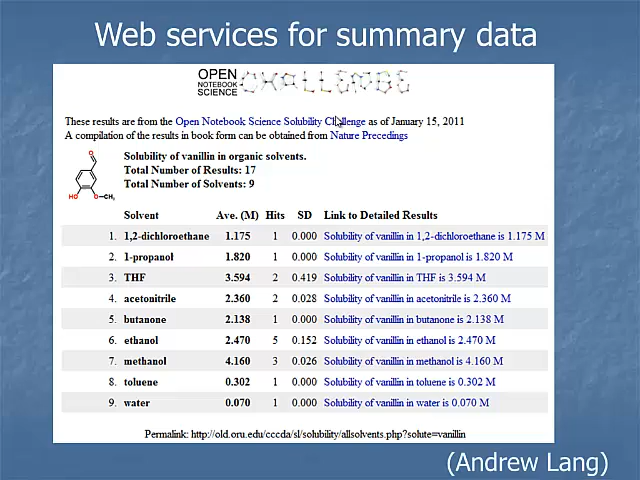 Web services for summary data
OPEN
NOTEBOOK
SCIENCE
CHALLENGE
These results are from the Open Notebook Science Solubility Challenge as of January 15, 2011
A compilation of the results in book form can be obtained from Nature Precedings
Solubility of vanillin in organic solvents.
Total Number of Results: 17
Total Number of Solvents: 9
O
HO O CH₃
Solvent Ave. (M) Hits SD Link to Detailed Results
1. 1,2-dichloroethane 1.175 1 0.000 Solubility of vanillin in 1,2-dichloroethane is 1.175 M
2. 1-propanol 1.820 1 0.000 Solubility of vanillin in 1-propanol is 1.820 M
3. THF 3.594 2 0.419 Solubility of vanillin in THF is 3.594 M
4. acetonitrile 2.360 2 0.028 Solubility of vanillin in acetonitrile is 2.360 M
5. butanone 2.138 1 0.000 Solubility of vanillin in butanone is 2.138 M
6. ethanol 2.470 5 0.152 Solubility of vanillin in ethanol is 2.470 M
7. methanol 4.160 3 0.026 Solubility of vanillin in methanol is 4.160 M
8. toluene 0.302 1 0.000 Solubility of vanillin in toluene is 0.302 M
9. water 0.070 1 0.000 Solubility of vanillin in water is 0.070 M
Permalink: http://old.oru.edu/cccda/sl/solubility/allsolvents.php?solute=vanillin
(Andrew Lang)